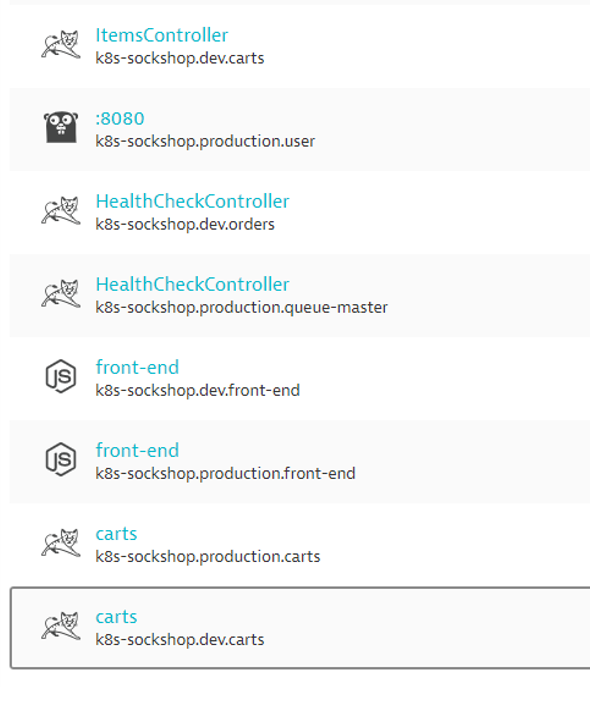 ItemsController
k8s-sockshop.dev.carts
:8080
k8s-sockshop.production.user
HealthCheckController
k8s-sockshop.dev.orders
HealthCheckController
k8s-sockshop.production.queue-master
JS
front-end
k8s-sockshop.dev.front-end
JS
front-end
k8s-sockshop.production.front-end
carts
k8s-sockshop.production.carts
carts
k8s-sockshop.dev.carts